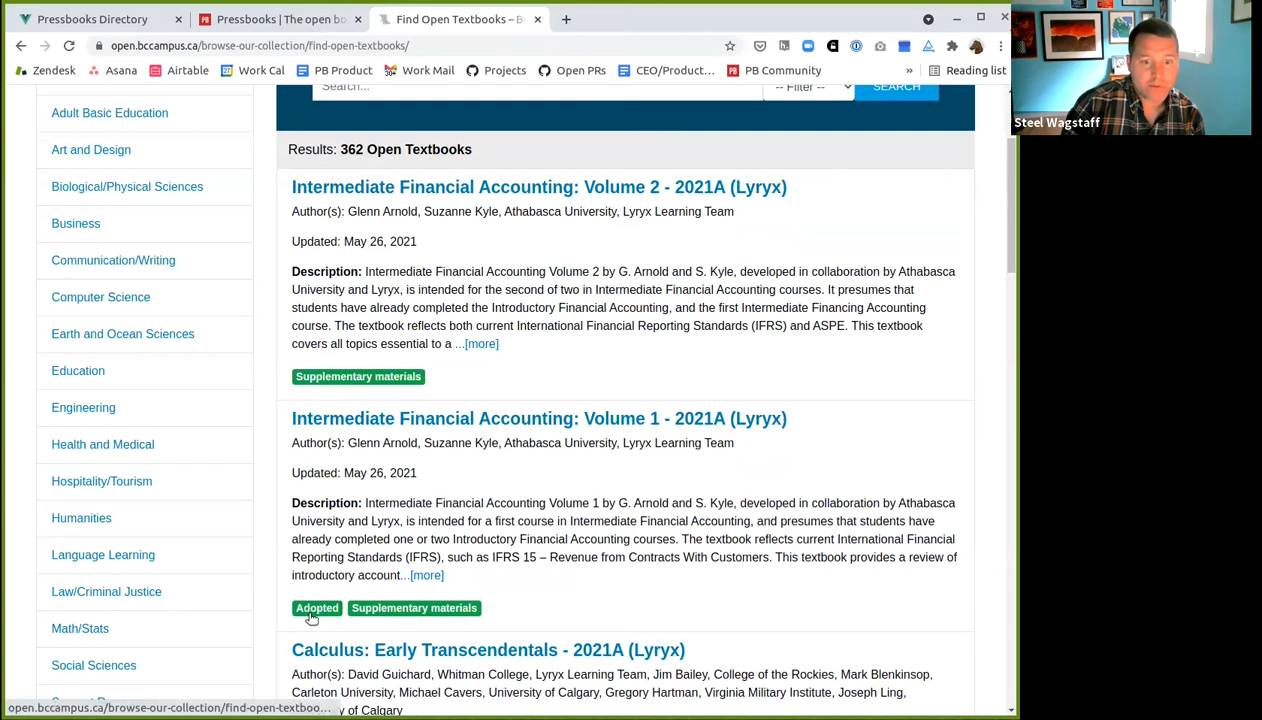 Pressbooks Directory
Pressbooks | The open bo
Find Open Textbooks – B
open.bccampus.ca/browse-our-collection/find-open-textbooks/
Zendesk
Asana
Airtable
Work Cal
PB Product
Work Mail
Projects
Open PRs
CEO/Product...
PB Community
»
Reading list
Steel Wagstaff
Search...
-- Filter --
SEARCH
Adult Basic Education
Art and Design
Biological/Physical Sciences
Business
Communication/Writing
Computer Science
Earth and Ocean Sciences
Education
Engineering
Health and Medical
Hospitality/Tourism
Humanities
Language Learning
Law/Criminal Justice
Math/Stats
Social Sciences
Results: 362 Open Textbooks
Intermediate Financial Accounting: Volume 2 - 2021A (Lyryx)
Author(s): Glenn Arnold, Suzanne Kyle, Athabasca University, Lyryx Learning Team
Updated: May 26, 2021
Description: Intermediate Financial Accounting Volume 2 by G. Arnold and S. Kyle, developed in collaboration by Athabasca
University and Lyryx, is intended for the second of two in Intermediate Financial Accounting courses. It presumes that
students have already completed the Introductory Financial Accounting, and the first Intermediate Financing Accounting
course. The textbook reflects both current International Financial Reporting Standards (IFRS) and ASPE. This textbook
covers all topics essential to a ...[more]
Supplementary materials
Intermediate Financial Accounting: Volume 1 - 2021A (Lyryx)
Author(s): Glenn Arnold, Suzanne Kyle, Athabasca University, Lyryx Learning Team
Updated: May 26, 2021
Description: Intermediate Financial Accounting Volume 1 by G. Arnold and S. Kyle, developed in collaboration by Athabasca
University and Lyryx, is intended for a first course in Intermediate Financial Accounting, and presumes that students have
already completed one or two Introductory Financial Accounting courses. The textbook reflects current International Financial
Reporting Standards (IFRS), such as IFRS 15 – Revenue from Contracts With Customers. This textbook provides a review of
introductory account...[more]
Adopted Supplementary materials
Calculus: Early Transcendentals - 2021A (Lyryx)
Author(s): David Guichard, Whitman College, Lyryx Learning Team, Jim Bailey, College of the Rockies, Mark Blenkinsop,
Carleton University, Michael Cavers, University of Calgary, Gregory Hartman, Virginia Military Institute, Joseph Ling,
of Calgary
open.bccampus.ca/browse-our-collection/find-open-textboo...